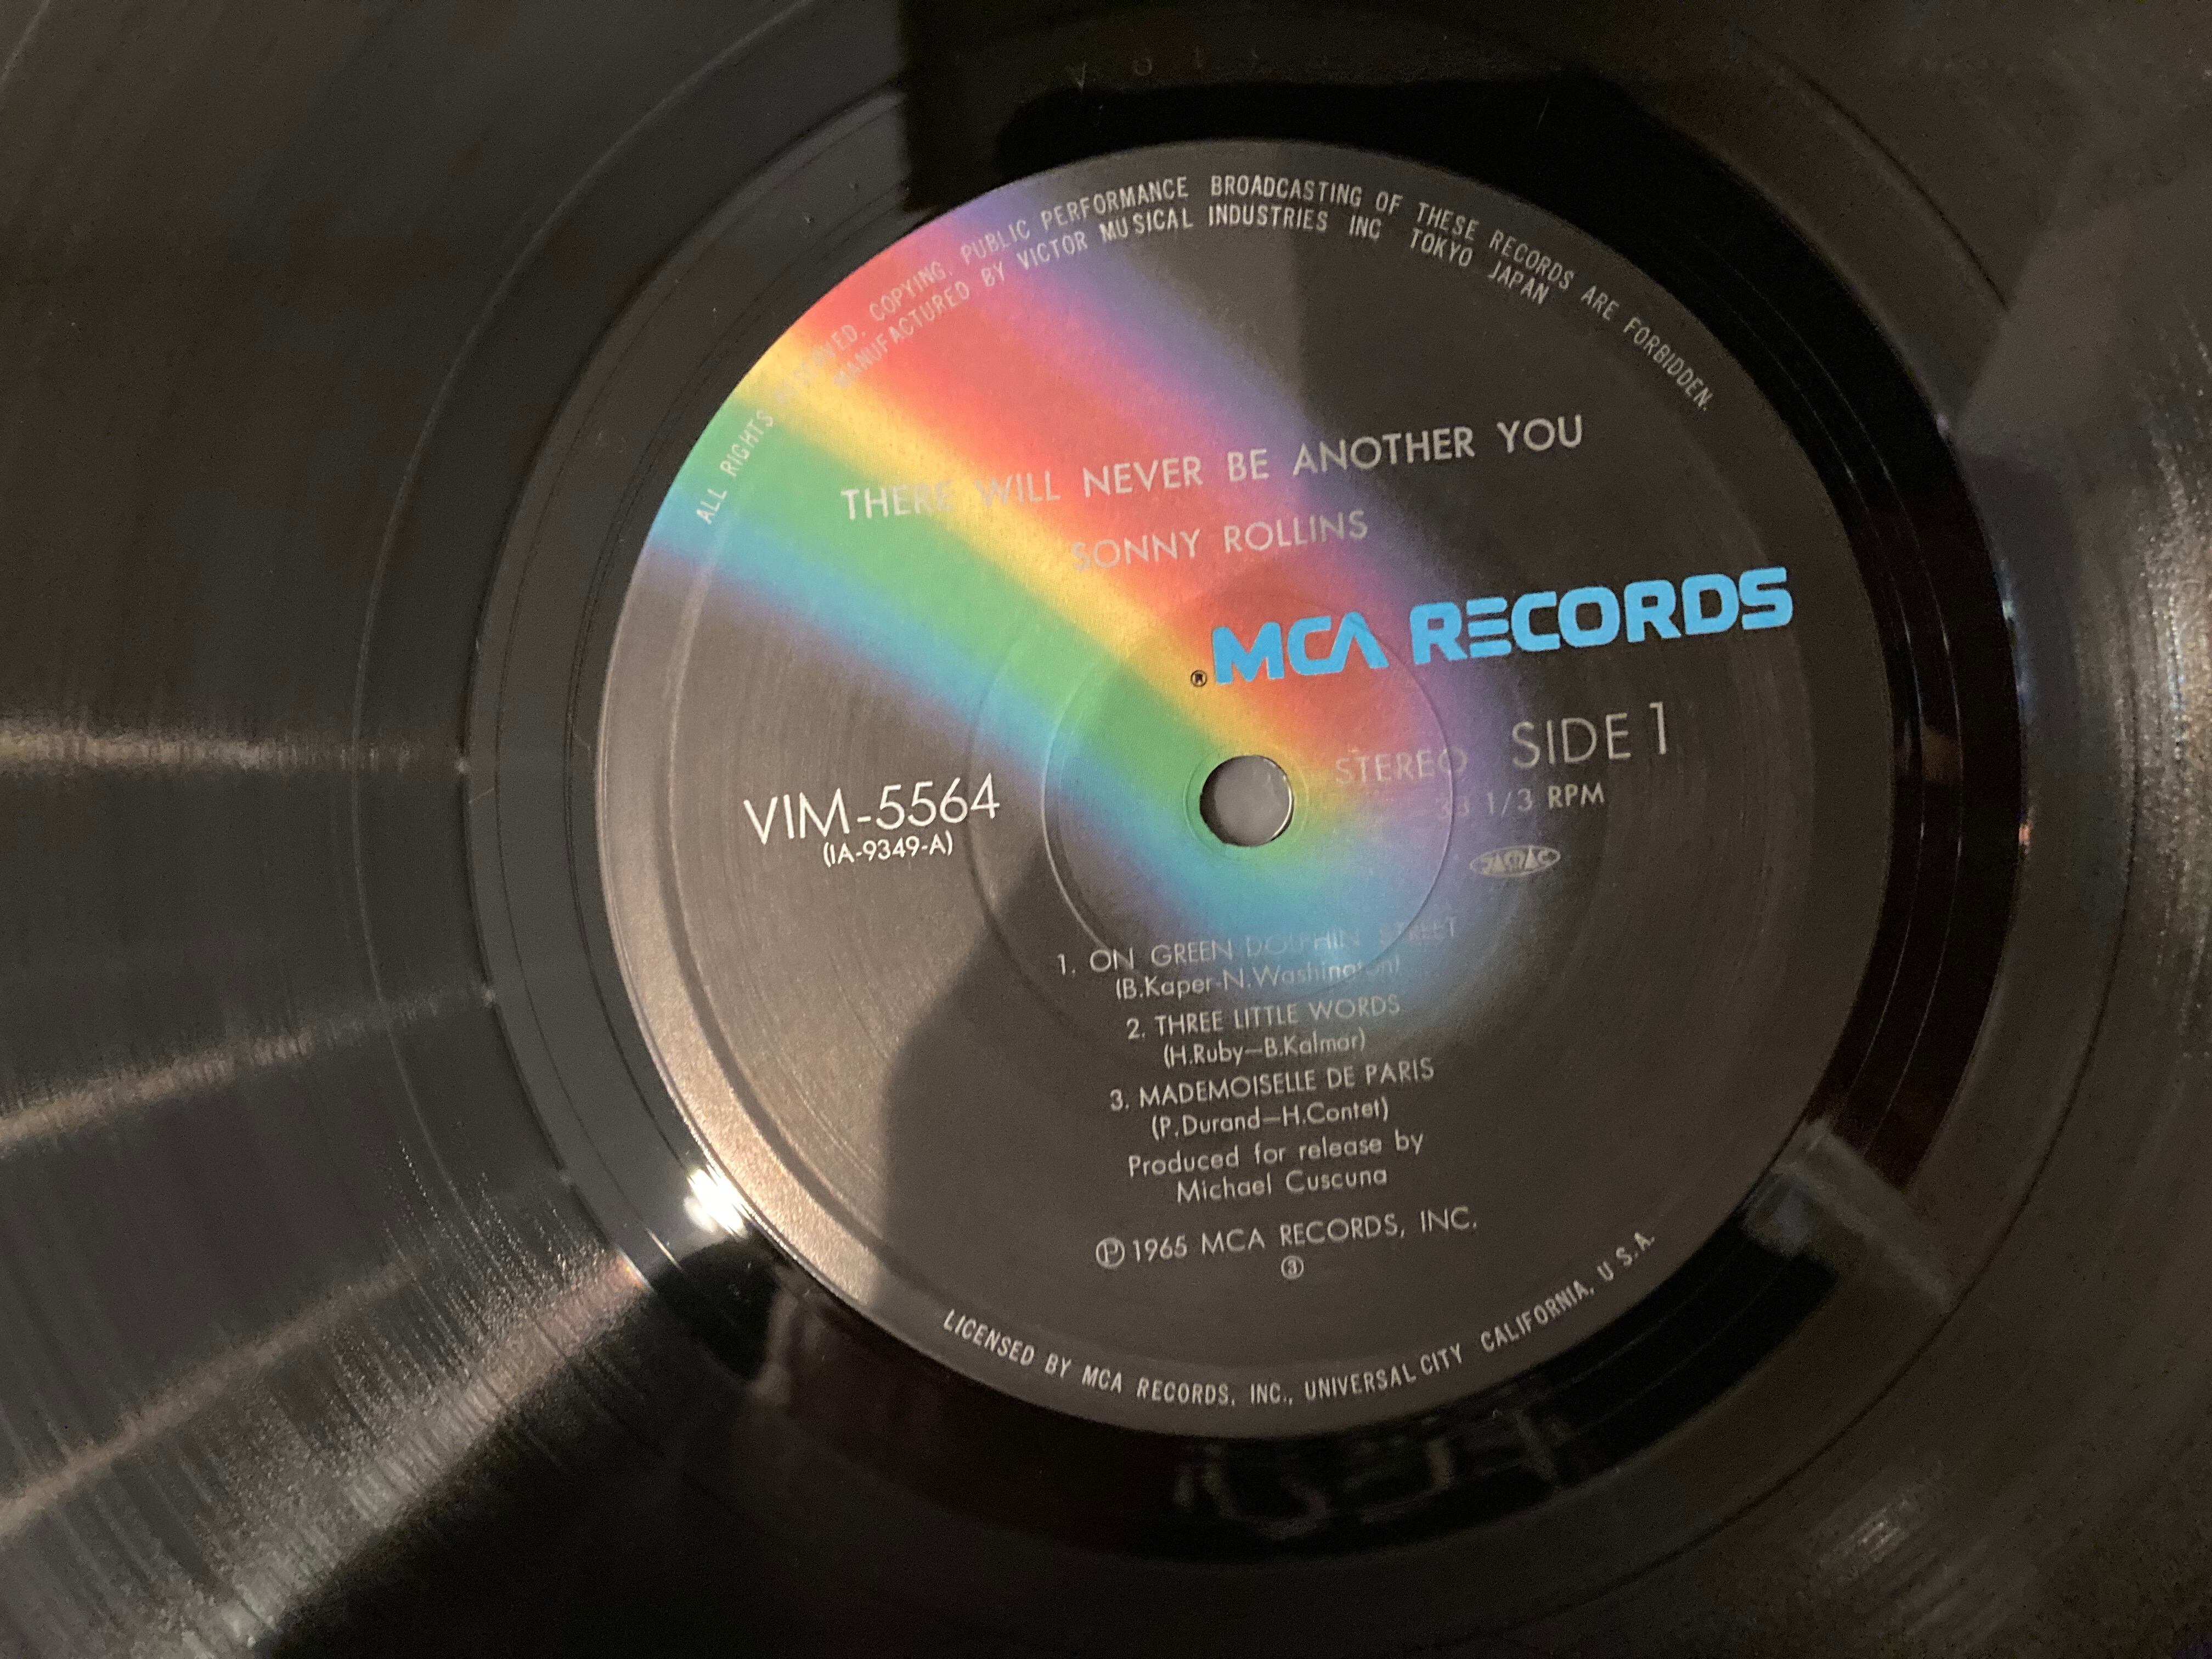 ALL RIGHTS RESERVED. COPYING, PUBLIC PERFORMANCE BROADCASTING OF THESE RECORDS ARE FORBIDDEN.
MANUFACTURED BY VICTOR MUSICAL INDUSTRIES INC TOKYO JAPAN
THERE WILL NEVER BE ANOTHER YOU
SONNY ROLLINS
®MCA RECORDS
STEREO SIDE 1
33 1/3 RPM
VIM-5564
(IA-9349-A)
JASRAC
1. ON GREEN DOLPHIN STREET
(B.Kaper-N.Washington)
2. THREE LITTLE WORDS
(H.Ruby—B.Kalmar)
3. MADEMOISELLE DE PARIS
(P.Durand—H.Contet)
Produced for release by
Michael Cuscuna
Ⓟ1965 MCA RECORDS, INC.
③
LICENSED BY MCA RECORDS, INC., UNIVERSAL CITY CALIFORNIA, U.S.A.